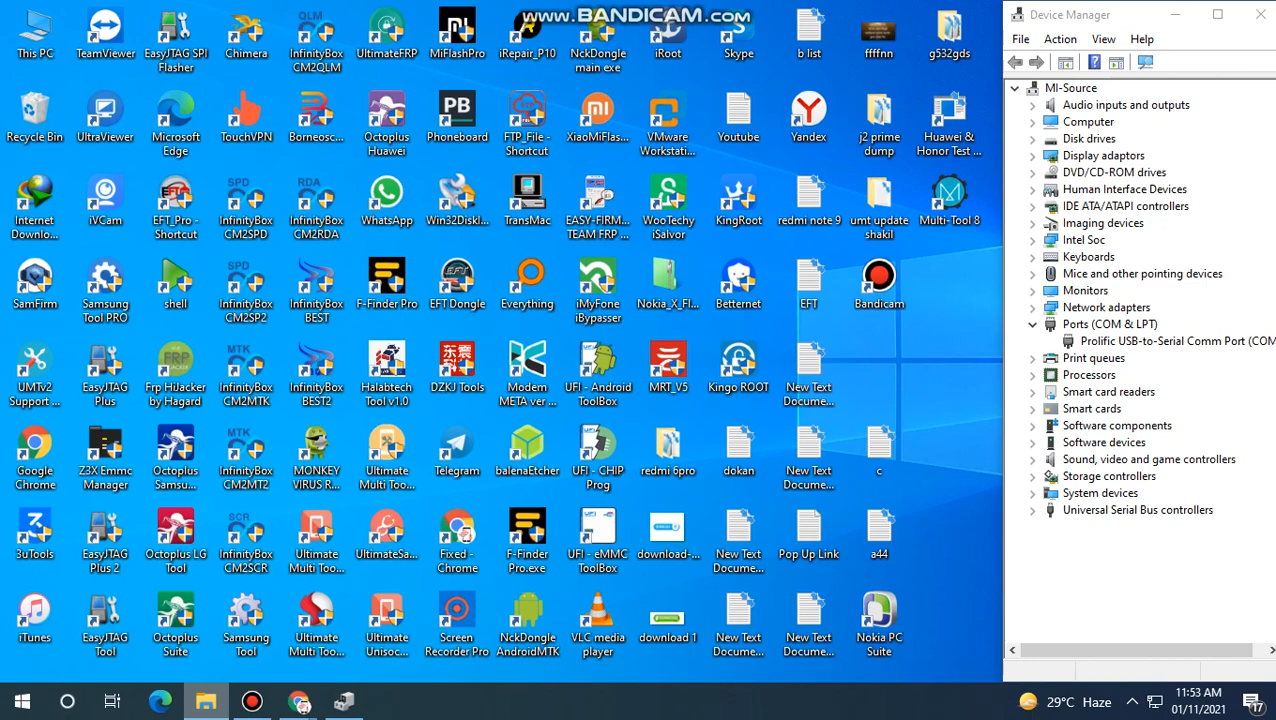 www.BANDICAM.com
This PC
TeamViewer
EasyJTAG SPI
Flasher
Chimera
QLM
InfinityBox
CM2QLM
UltimateFRP
MiFlashPro
iRepair_P10
NckDongle
main exe
iRoot
Skype
b list
ffffnn
g532gds
Recycle Bin
UltraViewer
Microsoft
Edge
TouchVPN
Borneosc...
Octoplus
Huawei
PB
Phoneboard
FTP_File -
Shortcut
XiaoMiFlas...
VMware
Workstati...
Youtube
Yandex
j2 prime
dump
Huawei &
Honor Test ...
Internet
Downlo...
iVCam
EFT
EFT_Pro -
Shortcut
SPD
InfinityBox
CM2SPD
RDA
InfinityBox
CM2RDA
WhatsApp
Win32DiskI...
TransMac
EASY-FIRM...
TEAM FRP ...
WooTechy
iSalvor
KingRoot
redmi note 9
umt update
shakil
Multi-Tool 8
SamFirm
Samsung
Tool PRO
shell
SPD
InfinityBox
CM2SP2
InfinityBox
BEST
F-Finder Pro
EFT
EFT Dongle
Everything
iMyFone
iBypasser
Nokia_X_Fl...
Betternet
EFT
Bandicam
UMTv2
Support ...
EasyJTAG
Plus
FRP
Frp HiJacker
by Hagard
MTK
InfinityBox
CM2MTK
InfinityBox
BEST2
Halabtech
Tool v1.0
东震
DZKJ Tools
Modem
META ver ...
UFI - Android
ToolBox
MRT_V5
Kingo ROOT
New Text
Docume...
Google
Chrome
Z3X Emmc
Manager
Octoplus
Samsu...
MTK
InfinityBox
CM2MT2
MONKEY
VIRUS R...
Ultimate
Multi Too...
Telegram
balenaEtcher
UFI - CHIP
Prog
redmi 6pro
dokan
New Text
Docume...
c
3uTools
EasyJTAG
Plus 2
Octoplus LG
Tool
SCR
InfinityBox
CM2SCR
Ultimate
Multi Too...
UltimateSa...
Fixed -
Chrome
F-Finder
Pro.exe
UFI - eMMC
ToolBox
download-...
New Text
Docume...
Pop Up Link
a44
iTunes
EasyJTAG
Tool
Octoplus
Suite
Samsung
Tool
Ultimate
Multi Too...
Ultimate
Unisoc...
Screen
Recorder Pro
NckDongle
AndroidMTK
VLC media
player
download 1
New Text
Docume...
New Text
Docume...
Nokia PC
Suite
Device Manager
File Action View Help
MI-Source
Audio inputs and outputs
Computer
Disk drives
Display adaptors
DVD/CD-ROM drives
Human Interface Devices
IDE ATA/ATAPI controllers
Imaging devices
Intel Soc
Keyboards
Mice and other pointing devices
Monitors
Network adapters
Ports (COM & LPT)
Prolific USB-to-Serial Comm Port (COM
Print queues
Processors
Smart card readers
Smart cards
Software components
Software devices
Sound, video and game controllers
Storage controllers
System devices
Universal Serial Bus controllers
29°C Haze
11:53 AM
01/11/2021
17